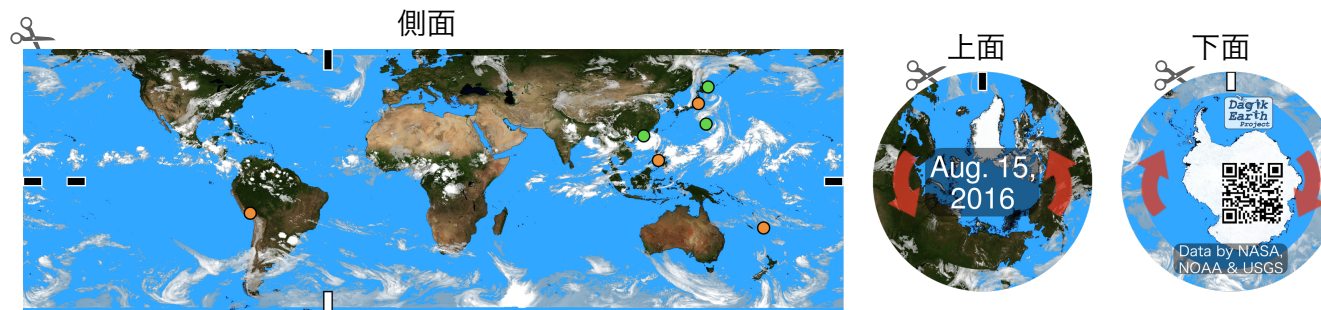 側面
上面
下面
Aug. 15,
2016
Dagik
Earth
Project
Data by NASA,
NOAA & USGS